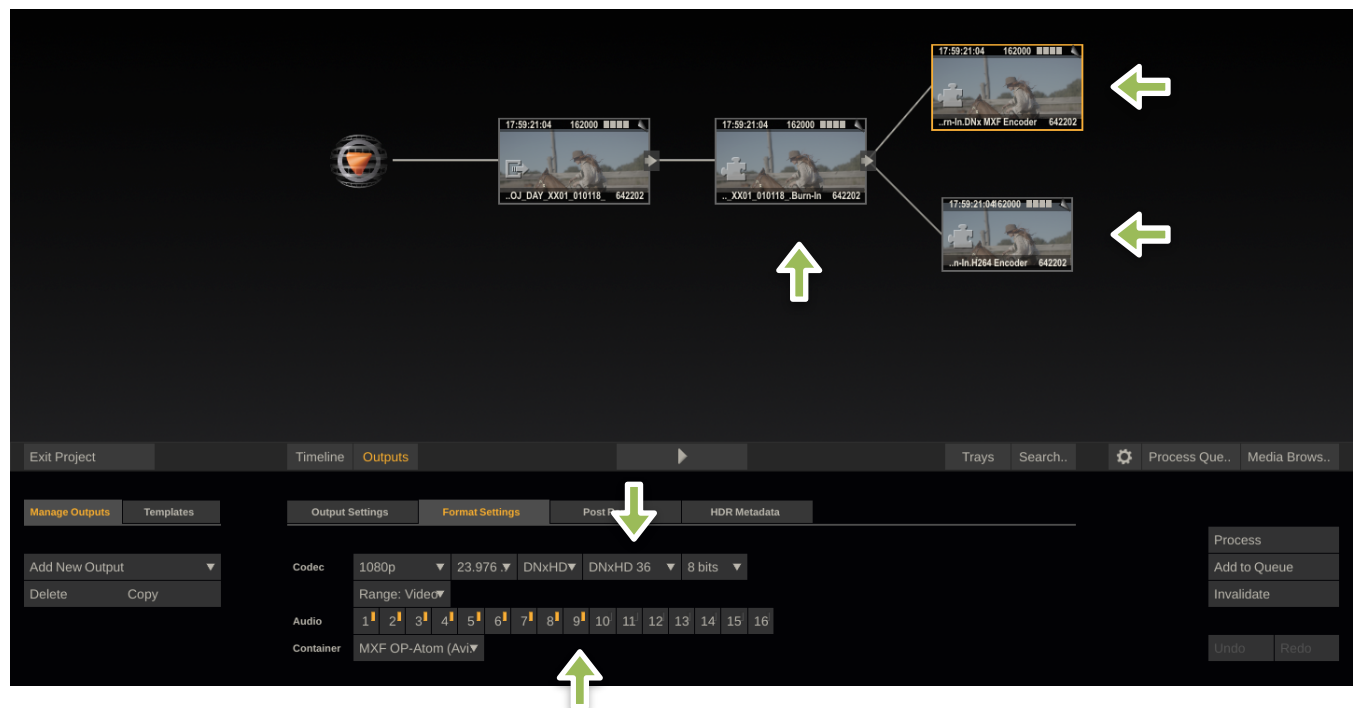 17:59:21:04 162000
..rn-In.DNx MXF Encoder 642202
17:59:21:04 162000
..OJ_DAY_XX01_010118_ 642202
17:59:21:04 162000
.._XX01_010118_.Burn-In 642202
17:59:21:04 162000
..n-In.H264 Encoder 642202
Exit Project Timeline Outputs Trays Search.. Process Que.. Media Brows..
Manage Outputs Templates Output Settings Format Settings Post HDR Metadata
Process
Add New Output Codec 1080p 23.976 . DNxHD DNxHD 36 8 bits Add to Queue
Delete Copy Range: Video Invalidate
Audio 1 2 3 4 5 6 7 8 9 10 11 12 13 14 15 16
Container MXF OP-Atom (Avi Undo Redo